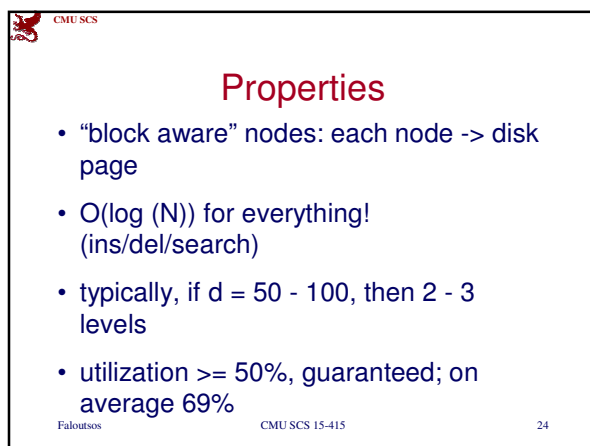 CMU SCS
Properties
• “block aware” nodes: each node -> disk
page
• O(log (N)) for everything!
(ins/del/search)
• typically, if d = 50 - 100, then 2 - 3
levels
• utilization >= 50%, guaranteed; on
average 69%
Faloutsos CMU SCS 15-415 24